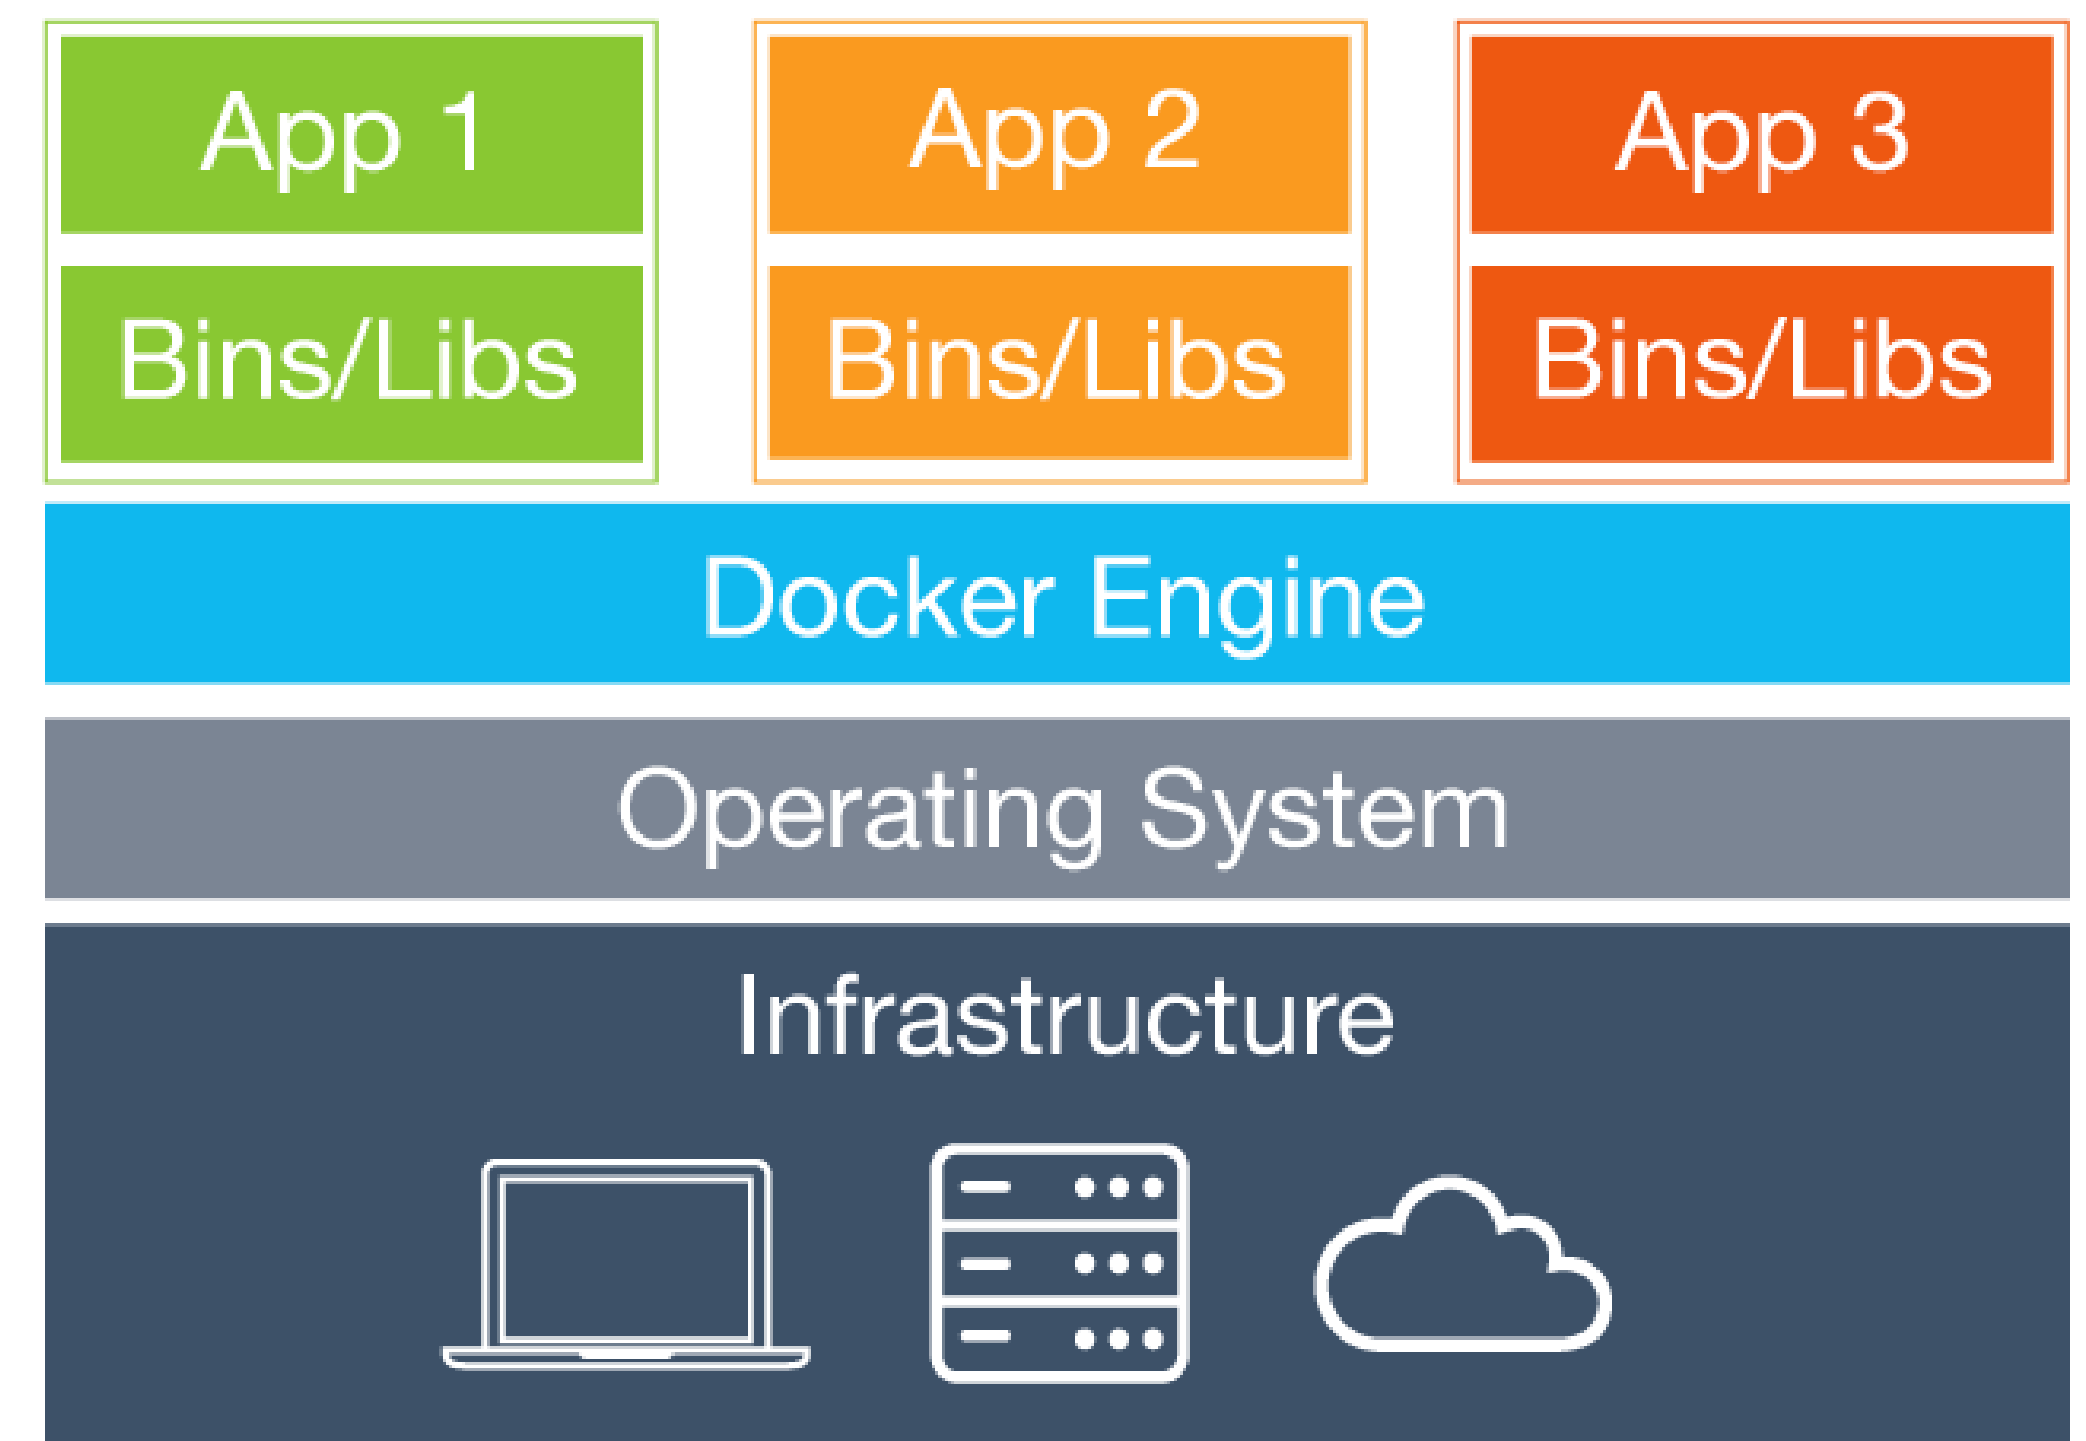 App 1
App 2
App 3
Bins/Libs
Bins/Libs
Bins/Libs
Docker Engine
Operating System
Infrastructure